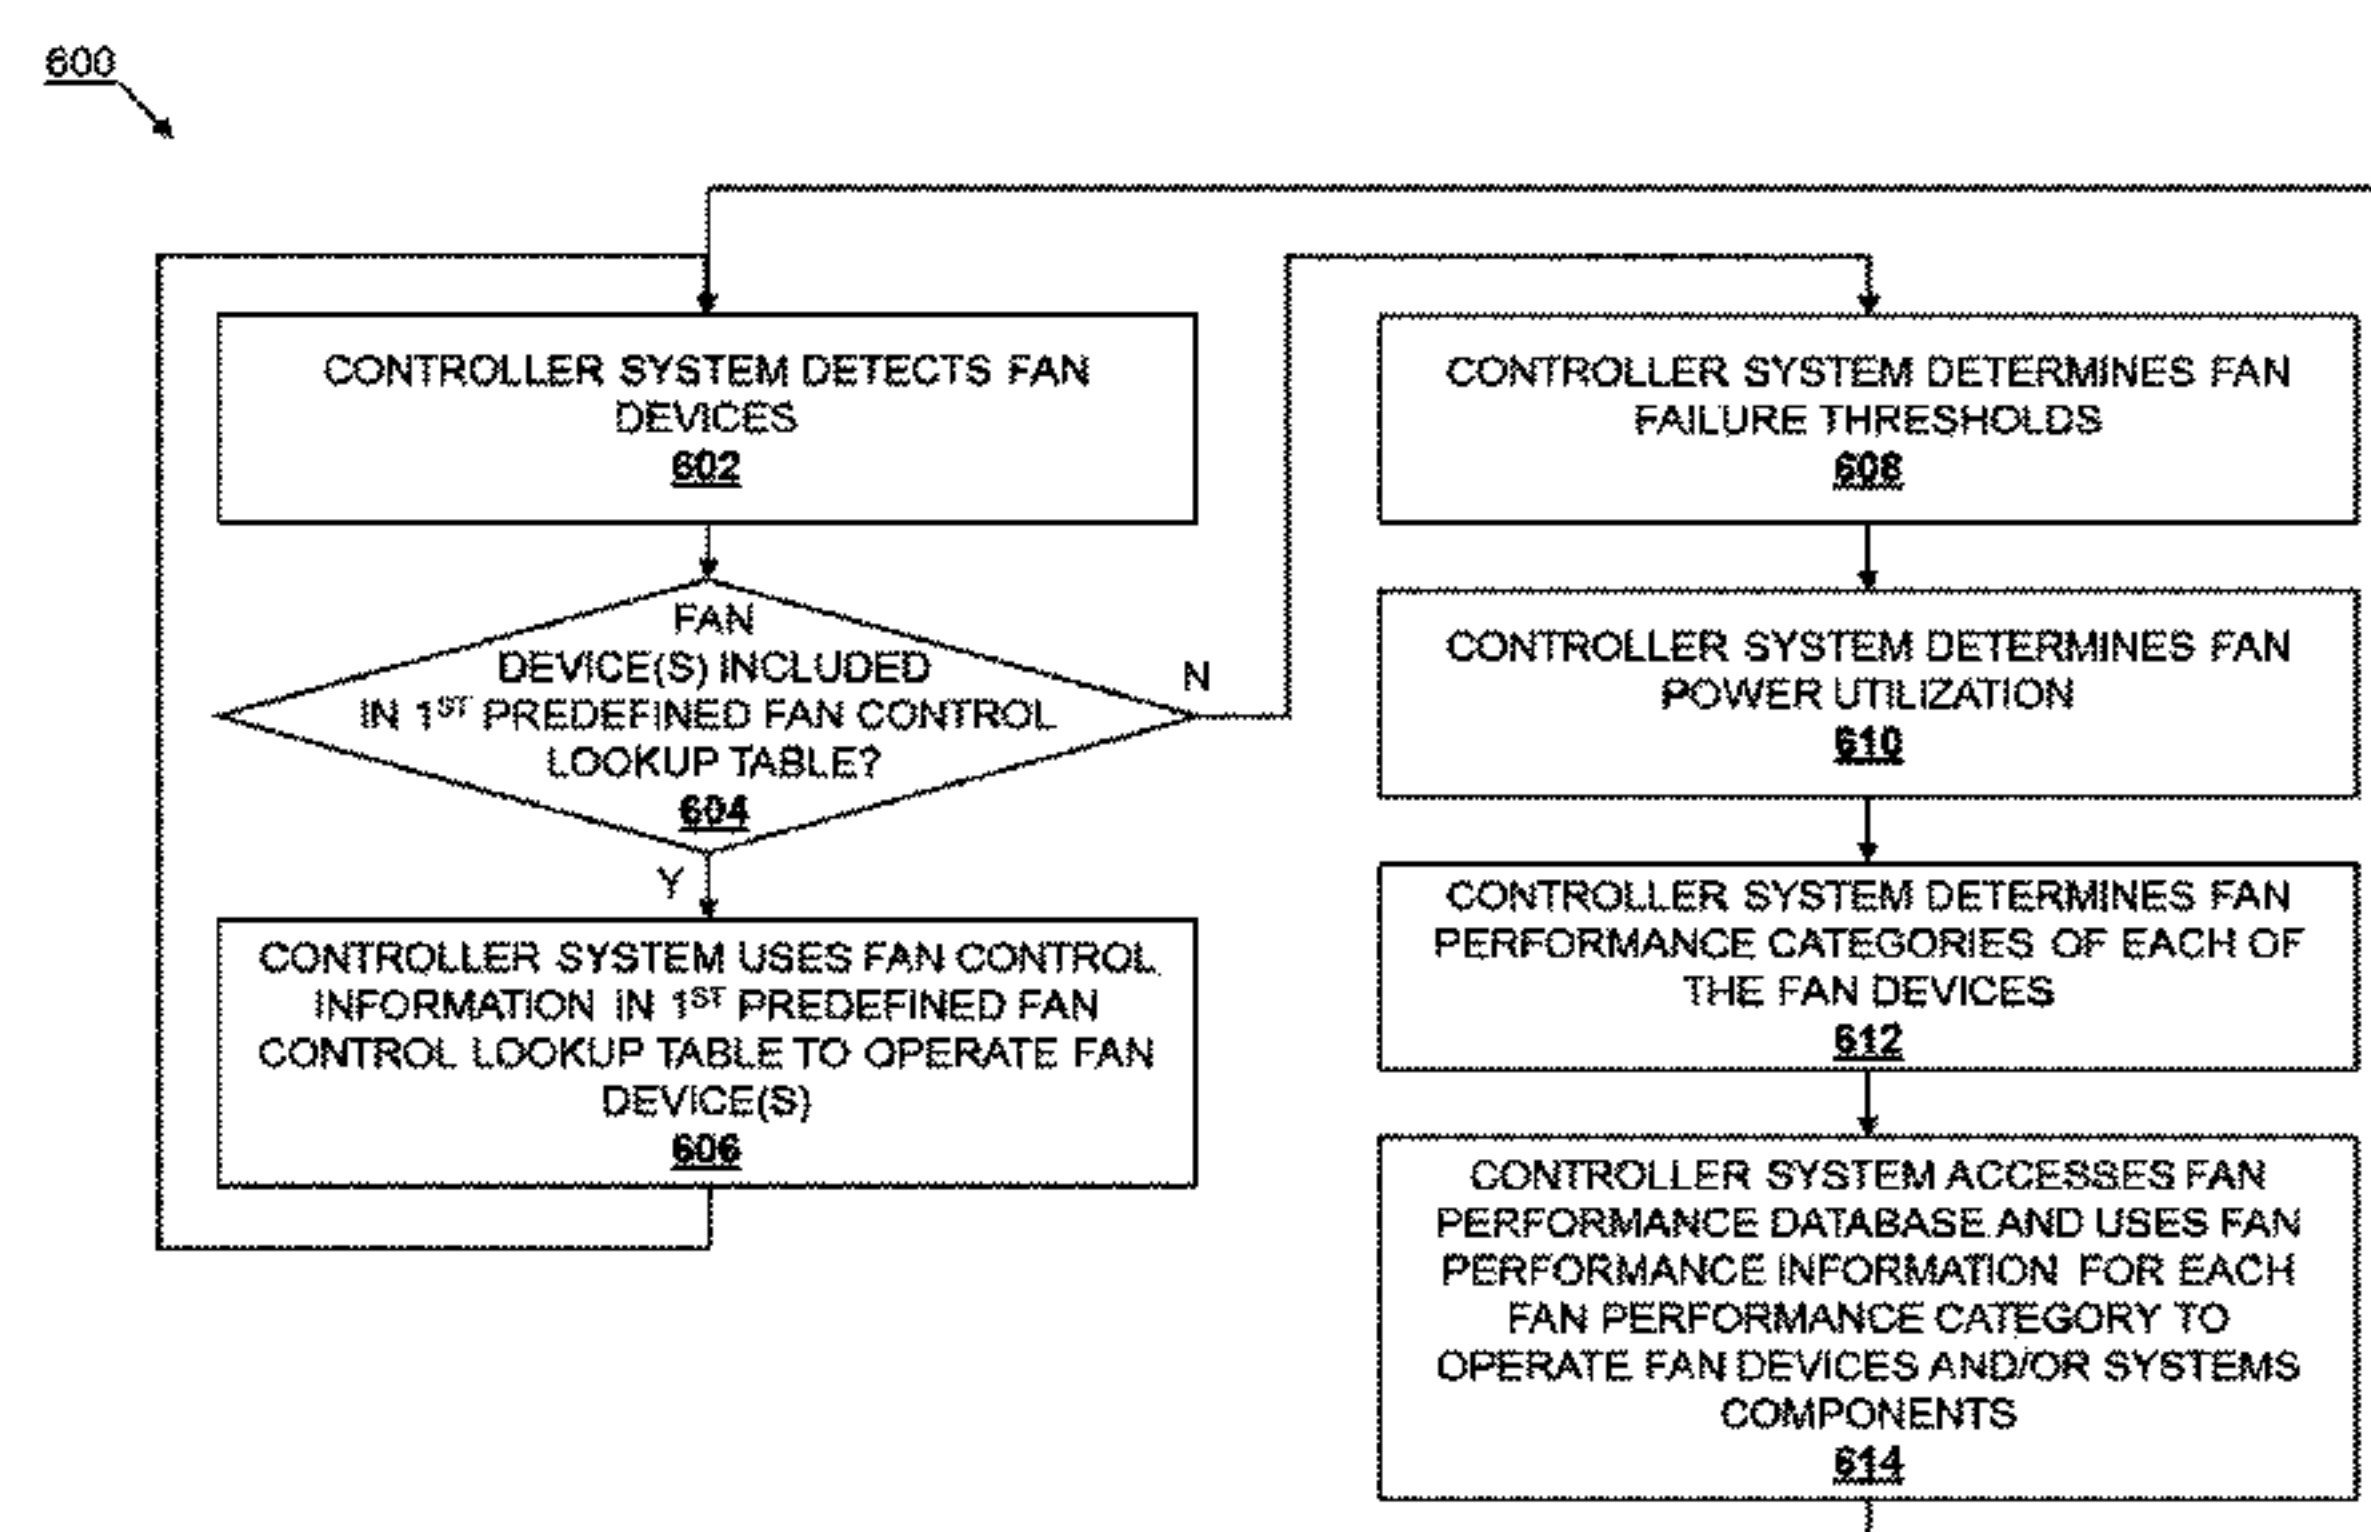 600
CONTROLLER SYSTEM DETECTS FAN
DEVICES
602
FAN
DEVICE(S) INCLUDED
IN 1ST PREDEFINED FAN CONTROL
LOOKUP TABLE?
604
N
Y
CONTROLLER SYSTEM USES FAN CONTROL
INFORMATION IN 1ST PREDEFINED FAN
CONTROL LOOKUP TABLE TO OPERATE FAN
DEVICE(S)
606
CONTROLLER SYSTEM DETERMINES FAN
FAILURE THRESHOLDS
608
CONTROLLER SYSTEM DETERMINES FAN
POWER UTILIZATION
610
CONTROLLER SYSTEM DETERMINES FAN
PERFORMANCE CATEGORIES OF EACH OF
THE FAN DEVICES
612
CONTROLLER SYSTEM ACCESSES FAN
PERFORMANCE DATABASE AND USES FAN
PERFORMANCE INFORMATION FOR EACH
FAN PERFORMANCE CATEGORY TO
OPERATE FAN DEVICES AND/OR SYSTEMS
COMPONENTS
614